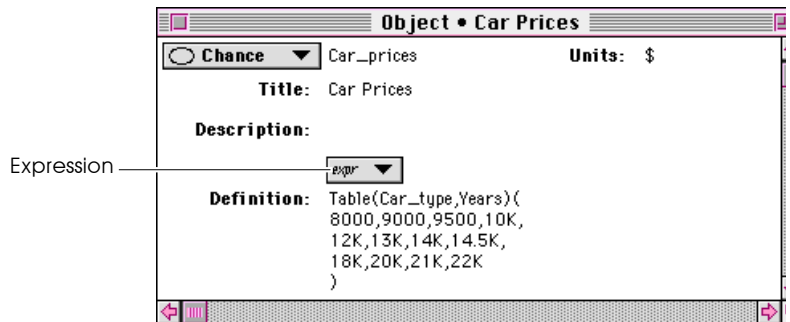 Object • Car Prices
Chance Car_prices Units: $
Title: Car Prices
Description:
Expression expr
Definition: Table(Car_type,Years)(
8000,9000,9500,10K,
12K,13K,14K,14.5K,
18K,20K,21K,22K
)